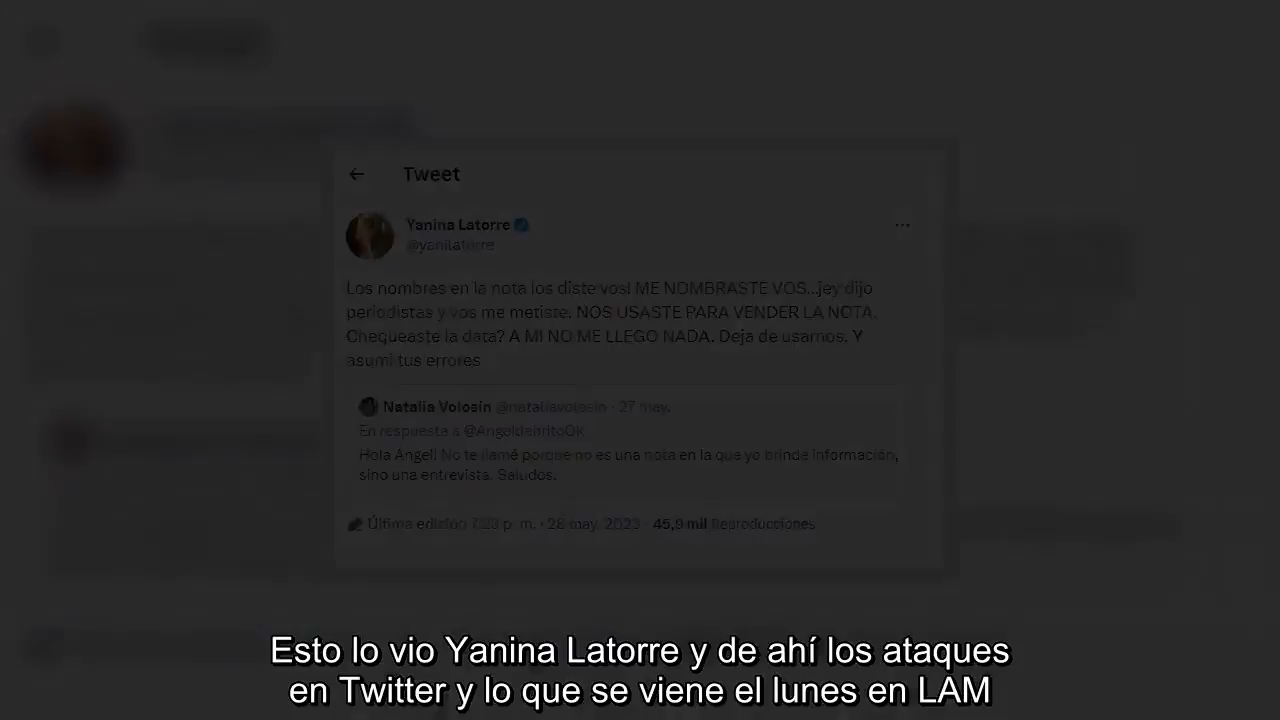 Tweet
Yanina Latorre
@yanilatorre
Los nombres en la nota los diste vos! ME NOMBRASTE VOS...jey dijo
periodistas y vos me metiste. NOS USASTE PARA VENDER LA NOTA.
Chequeaste la data? A MI NO ME LLEGO NADA. Deja de usarnos. Y
asumi tus errores
Natalia Volosin @nataliavolosin · 27 may.
En respuesta a @AngeldebritoOK
Hola Angel! No te llamé porque no es una nota en la que yo brinde información,
sino una entrevista. Saludos.
Última edición 7:23 p. m. · 28 may. 2023 · 45,9 mil Reproducciones
Esto lo vio Yanina Latorre y de ahí los ataques
en Twitter y lo que se viene el lunes en LAM